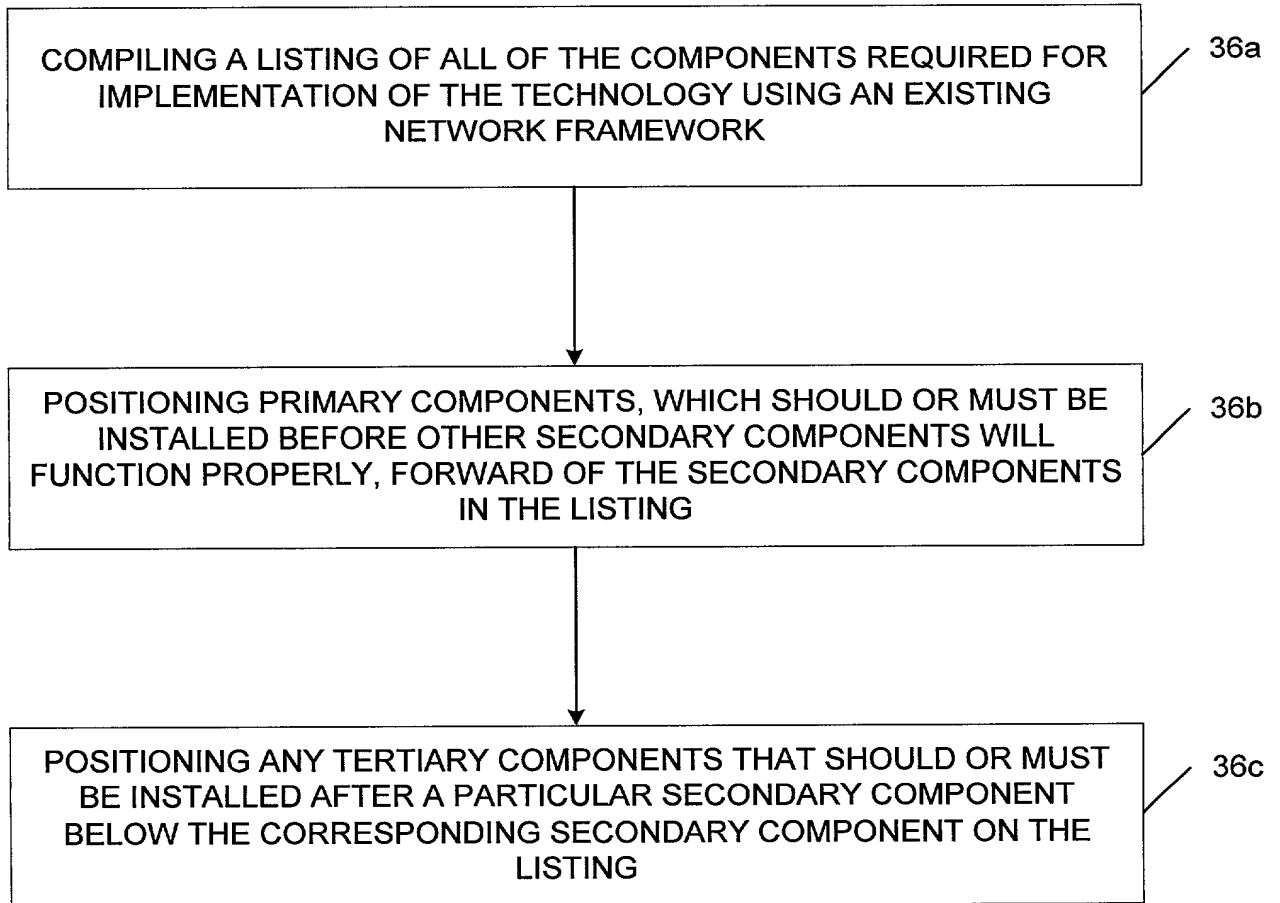 COMPILING A LISTING OF ALL OF THE COMPONENTS REQUIRED FOR
IMPLEMENTATION OF THE TECHNOLOGY USING AN EXISTING
NETWORK FRAMEWORK
36a
POSITIONING PRIMARY COMPONENTS, WHICH SHOULD OR MUST BE
INSTALLED BEFORE OTHER SECONDARY COMPONENTS WILL
FUNCTION PROPERLY, FORWARD OF THE SECONDARY COMPONENTS
IN THE LISTING
36b
POSITIONING ANY TERTIARY COMPONENTS THAT SHOULD OR MUST
BE INSTALLED AFTER A PARTICULAR SECONDARY COMPONENT
BELOW THE CORRESPONDING SECONDARY COMPONENT ON THE
LISTING
36c